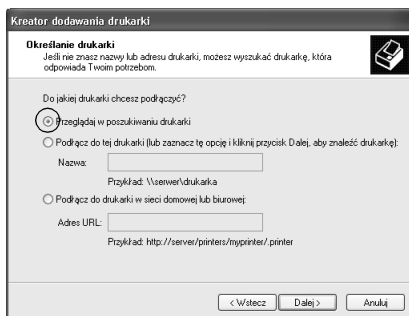 Kreator dodawania drukarki
Określanie drukarki
Jeśli nie znasz nazwy lub adresu drukarki, możesz wyszukać drukarkę, która
odpowiada Twoim potrzebom.
Do jakiej drukarki chcesz podłączyć?
Przeglądaj w poszukiwaniu drukarki
Podłącz do tej drukarki (lub zaznacz tę opcję i kliknij przycisk Dalej, aby znaleźć drukarkę):
Nazwa:
Przykład: \\serwer\drukarka
Podłącz do drukarki w sieci domowej lub biurowej:
Adres URL:
Przykład: http://server/printers/myprinter/.printer
< Wstecz
Dalej >
Anuluj